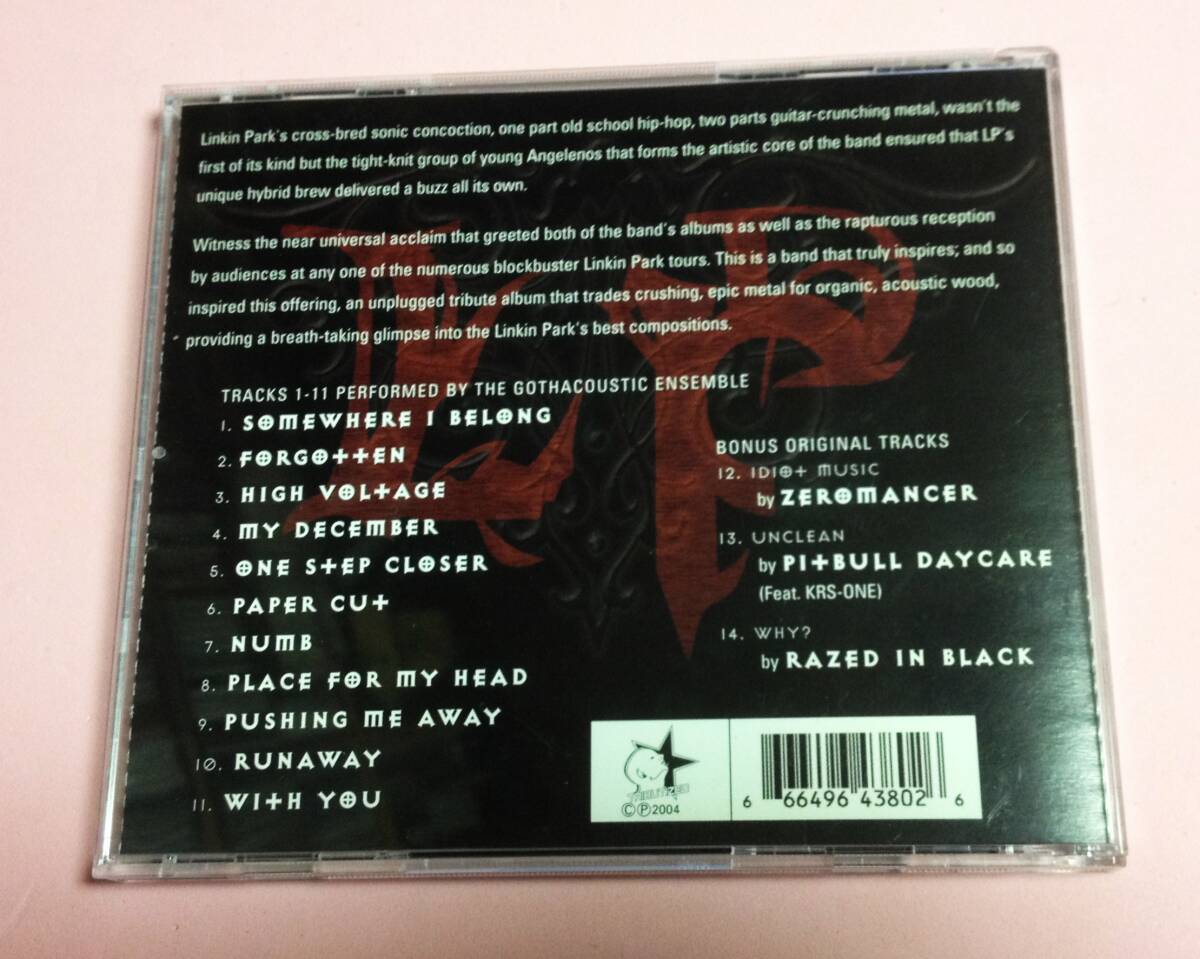 Linkin Park's cross-bred sonic concoction, one part old school hip-hop, two parts guitar-crunching metal, wasn't the
first of its kind but the tight-knit group of young Angelenos that forms the artistic core of the band ensured that LP's
unique hybrid brew delivered a buzz all its own.
Witness the near universal acclaim that greeted both of the band's albums as well as the rapturous reception
by audiences at any one of the numerous blockbuster Linkin Park tours. This is a band that truly inspires; and so
inspired this offering, an unplugged tribute album that trades crushing, epic metal for organic, acoustic wood,
providing a breath-taking glimpse into the Linkin Park's best compositions.
LP
TRACKS 1-11 PERFORMED BY THE GOTHACOUSTIC ENSEMBLE
1. SOMEWHERE I BELONG
2. FORGOTTEN
3. HIGH VOLTAGE
4. MY DECEMBER
5. ONE STEP CLOSER
6. PAPER CUT
7. NUMB
8. PLACE FOR MY HEAD
9. PUSHING ME AWAY
10. RUNAWAY
11. WITH YOU
BONUS ORIGINAL TRACKS
12. IDIOT MUSIC
by ZEROMANCER
13. UNCLEAN
by PITBULL DAYCARE
(Feat. KRS-ONE)
14. WHY?
by RAZED IN BLACK
TRIBUTIZED
©℗2004
6 66496 43802 6